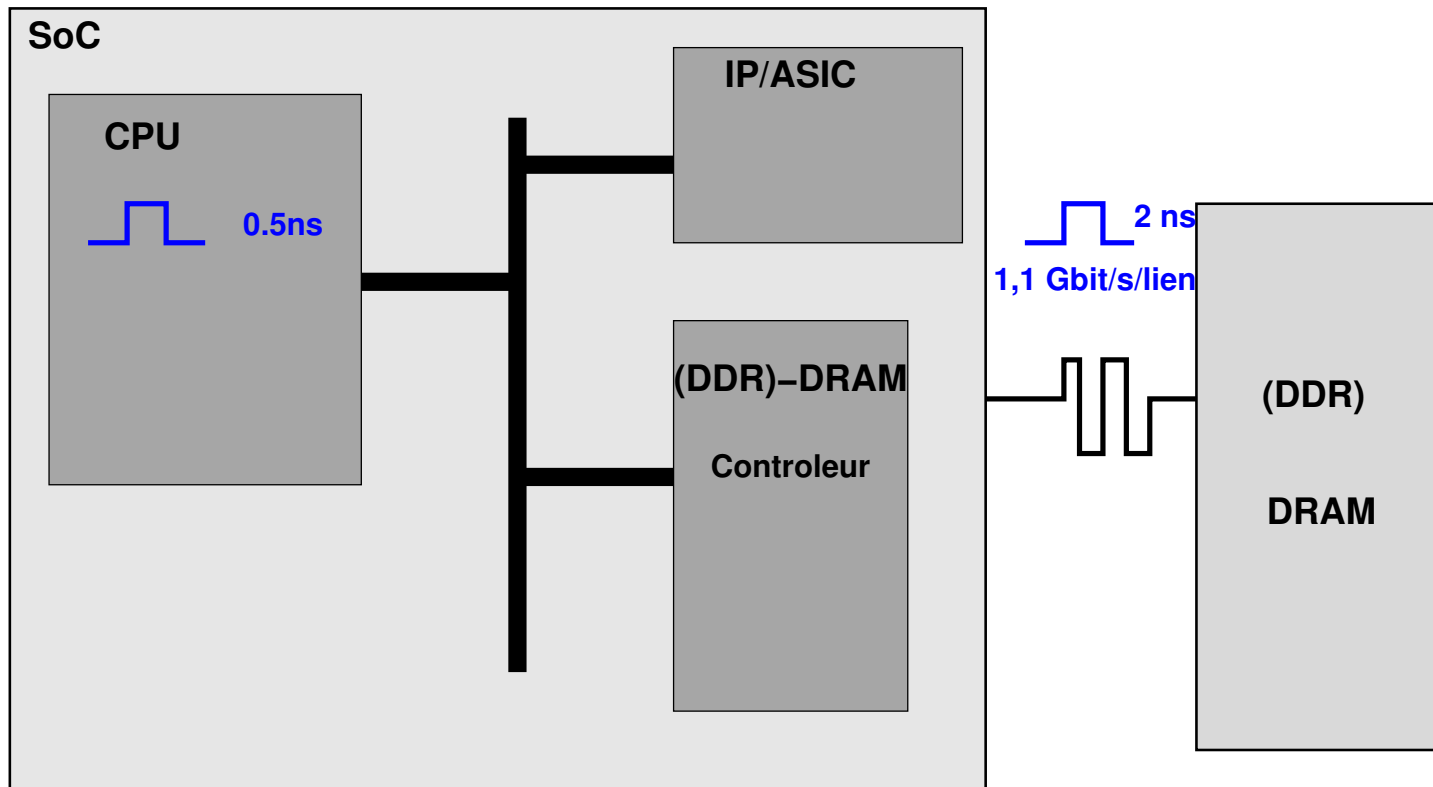 SoC
IP/ASIC
CPU
0.5ns
2 ns
1,1 Gbit/s/lien
(DDR)−DRAM
Controleur
(DDR)
DRAM